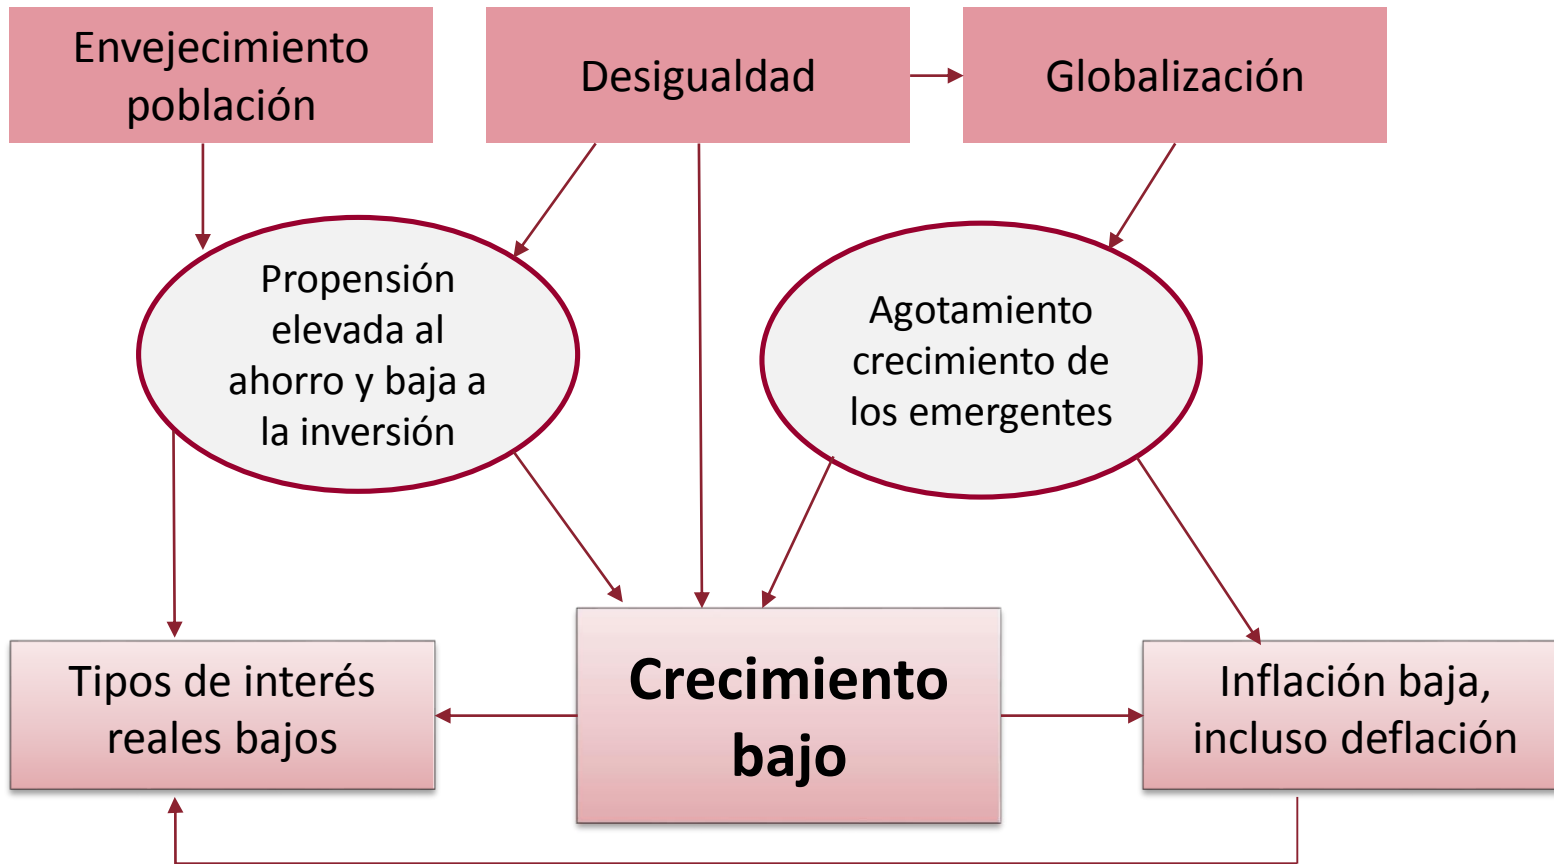 Envejecimiento
población
Desigualdad
Globalización
Propensión
elevada al
ahorro y baja a
la inversión
Agotamiento
crecimiento de
los emergentes
Tipos de interés
reales bajos
Crecimiento
bajo
Inflación baja,
incluso deflación